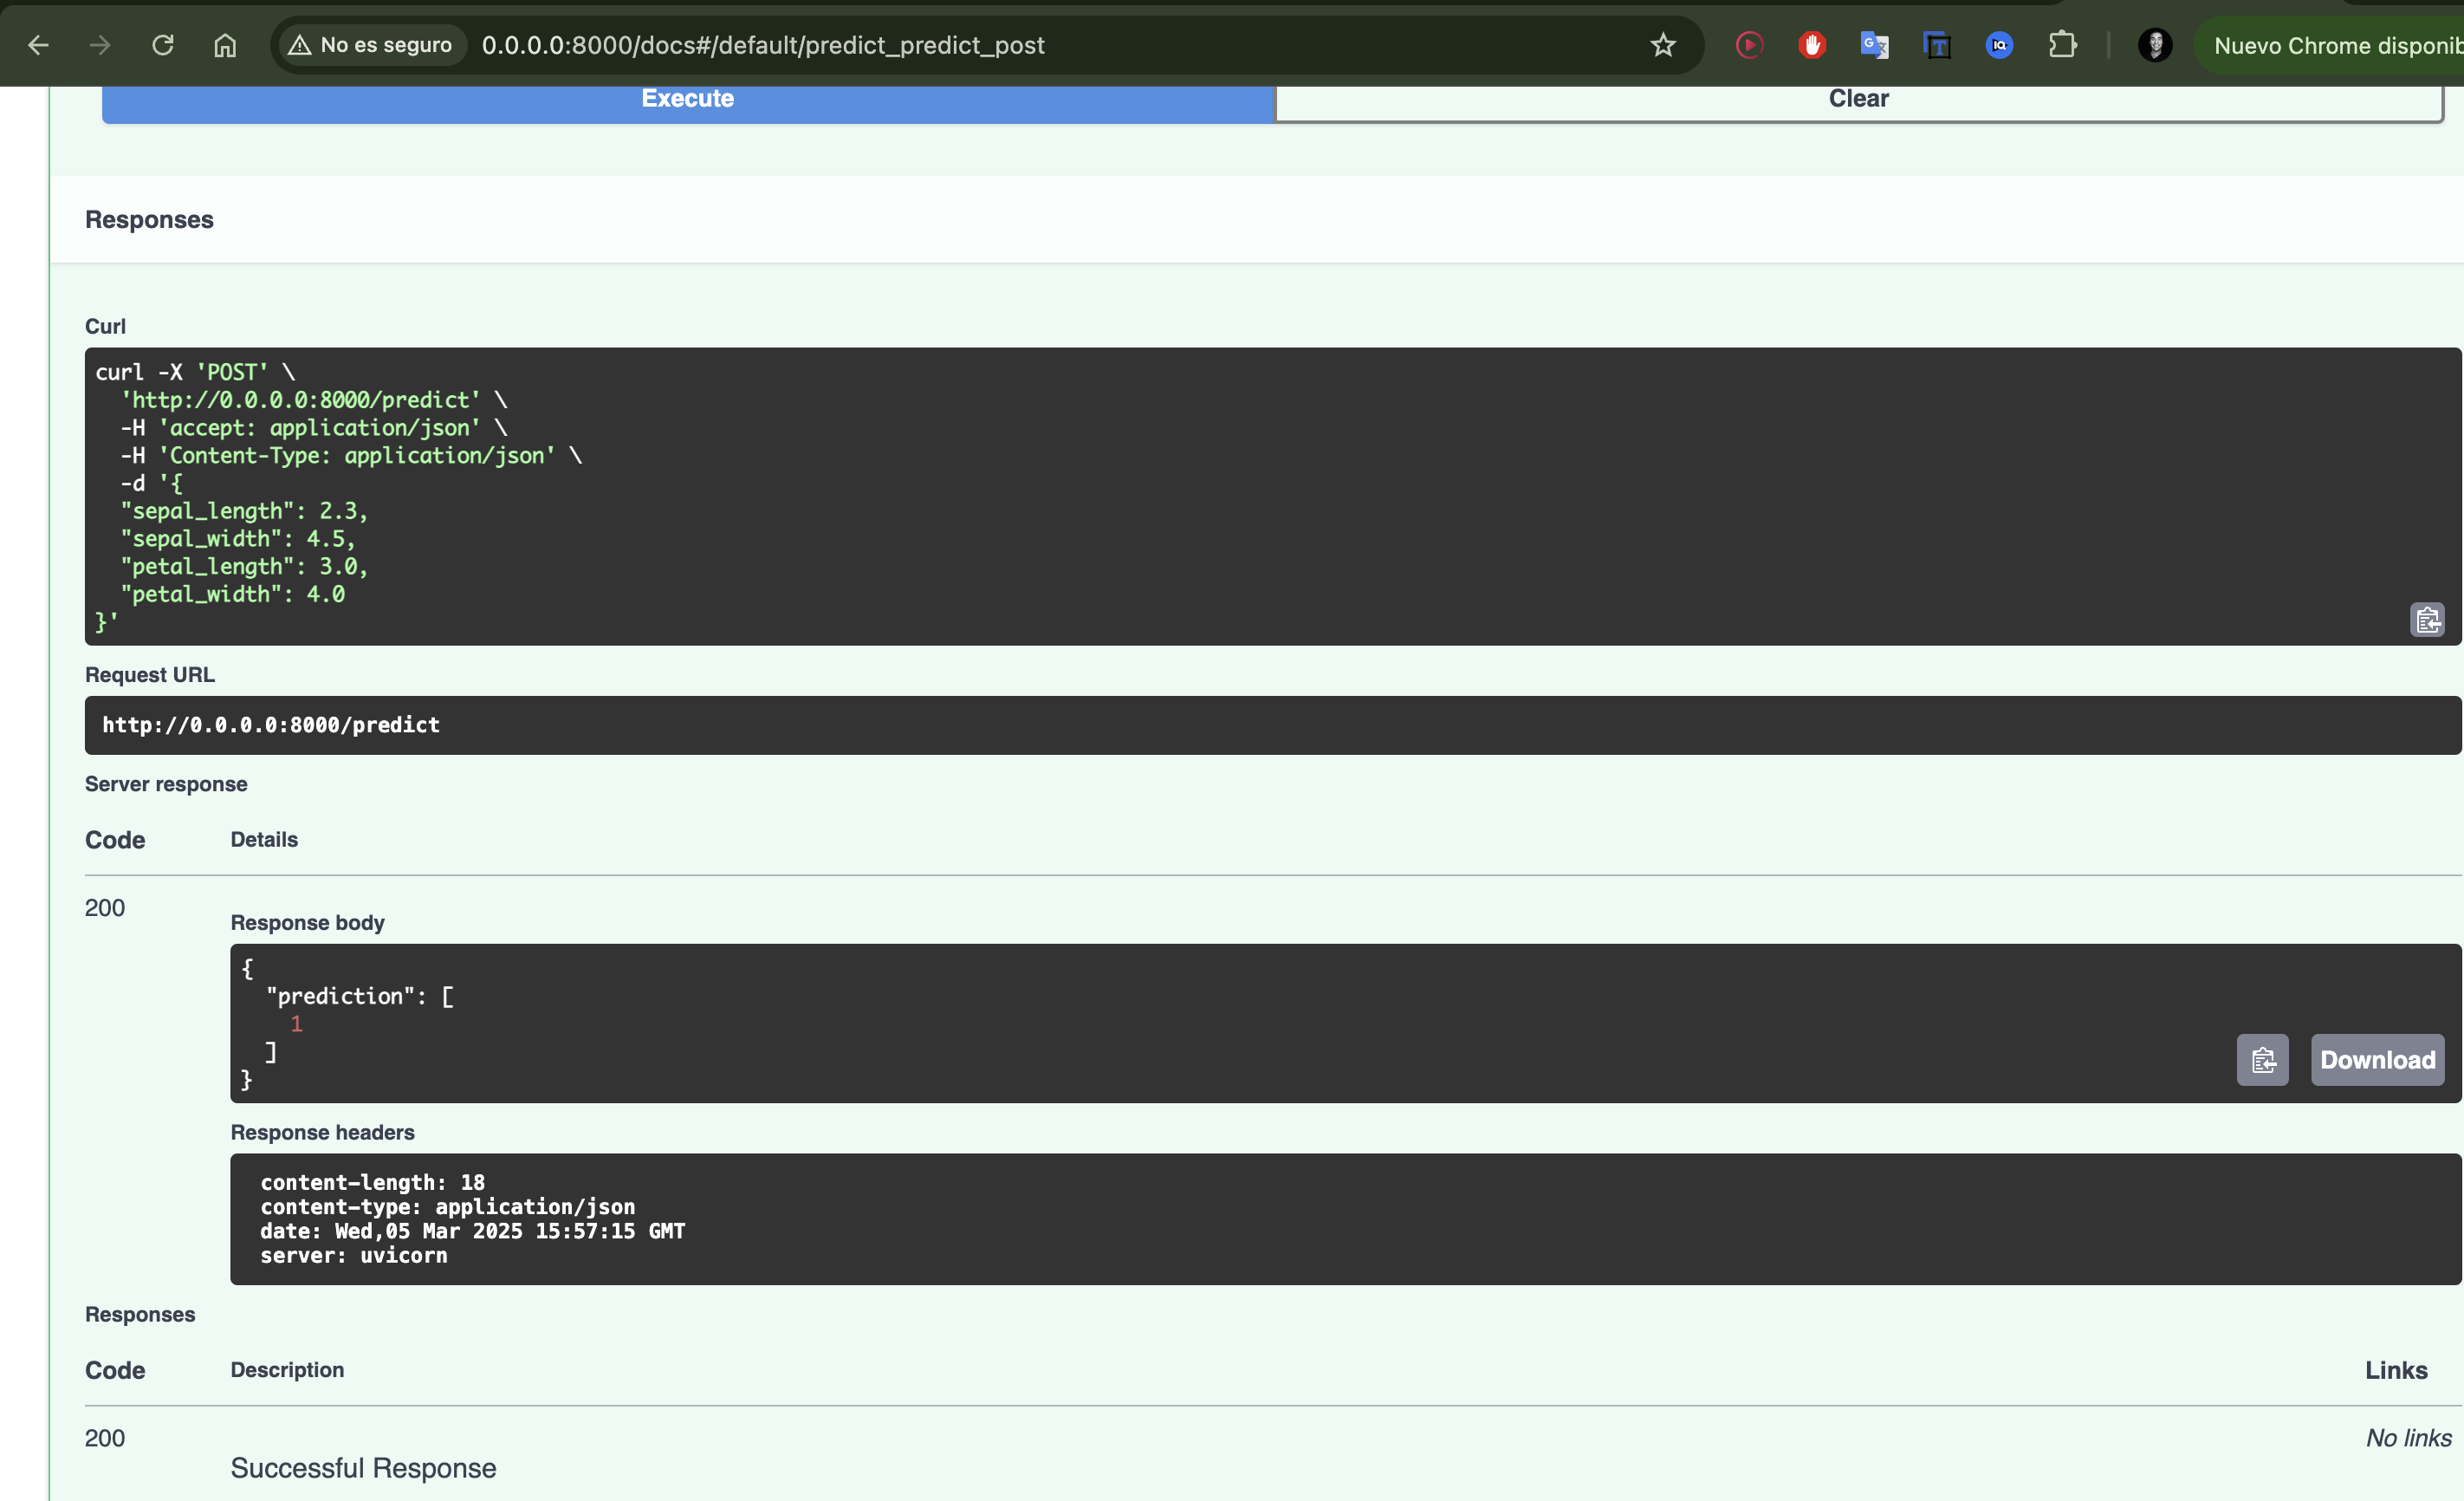 No es seguro
0.0.0.0:8000/docs#/default/predict_predict_post
Nuevo Chrome disponib
Execute
Clear
Responses
Curl
curl -X 'POST' \
  'http://0.0.0.0:8000/predict' \
  -H 'accept: application/json' \
  -H 'Content-Type: application/json' \
  -d '{
  "sepal_length": 2.3,
  "sepal_width": 4.5,
  "petal_length": 3.0,
  "petal_width": 4.0
}'
Request URL
http://0.0.0.0:8000/predict
Server response
Code Details
200
Response body
{
  "prediction": [
    1
  ]
}
Download
Response headers
content-length: 18
content-type: application/json
date: Wed,05 Mar 2025 15:57:15 GMT
server: uvicorn
Responses
Code Description Links
200 No links
Successful Response